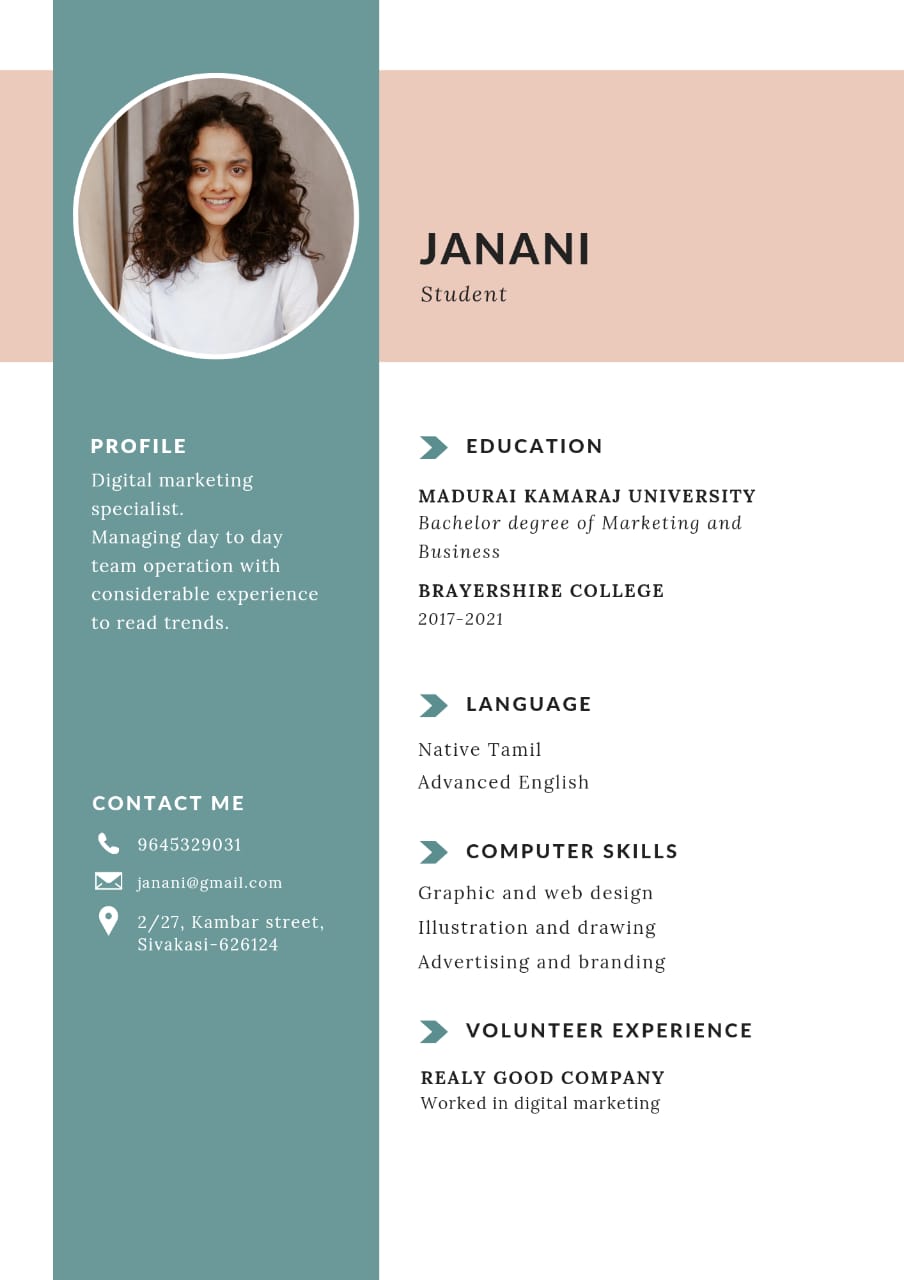 JANANI
Student
PROFILE
Digital marketing
specialist.
Managing day to day
team operation with
considerable experience
to read trends.
CONTACT ME
9645329031
janani@gmail.com
2/27, Kambar street,
Sivakasi-626124
EDUCATION
MADURAI KAMARAJ UNIVERSITY
Bachelor degree of Marketing and
Business
BRAYERSHIRE COLLEGE
2017-2021
LANGUAGE
Native Tamil
Advanced English
COMPUTER SKILLS
Graphic and web design
Illustration and drawing
Advertising and branding
VOLUNTEER EXPERIENCE
REALY GOOD COMPANY
Worked in digital marketing